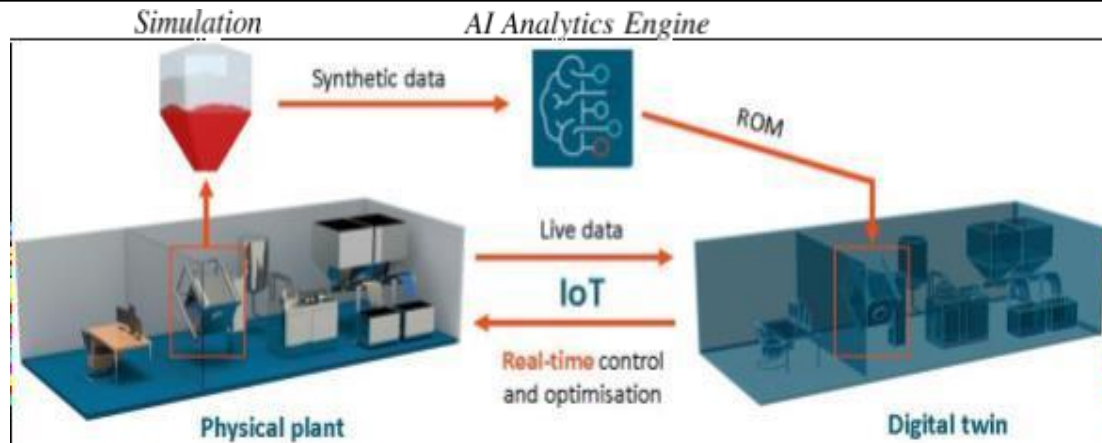 Simulation
AI Analytics Engine
Synthetic data
ROM
Live data
IoT
Real-time control
and optimisation
Physical plant
Digital twin